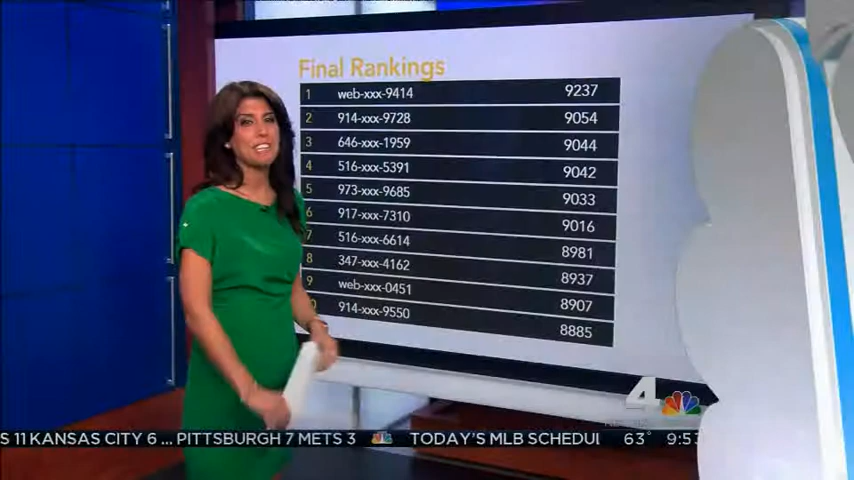 Final Rankings
1 web-xxx-9414 9237
2 914-xxx-9728 9054
3 646-xxx-1959 9044
4 516-xxx-5391 9042
5 973-xxx-9685 9033
6 917-xxx-7310 9016
7 516-xxx-6614 8981
8 347-xxx-4162 8937
9 web-xxx-0451 8907
0 914-xxx-9550 8885
4
S 11 KANSAS CITY 6 ... PITTSBURGH 7 METS 3 TODAY'S MLB SCHEDUL 63° 9:53